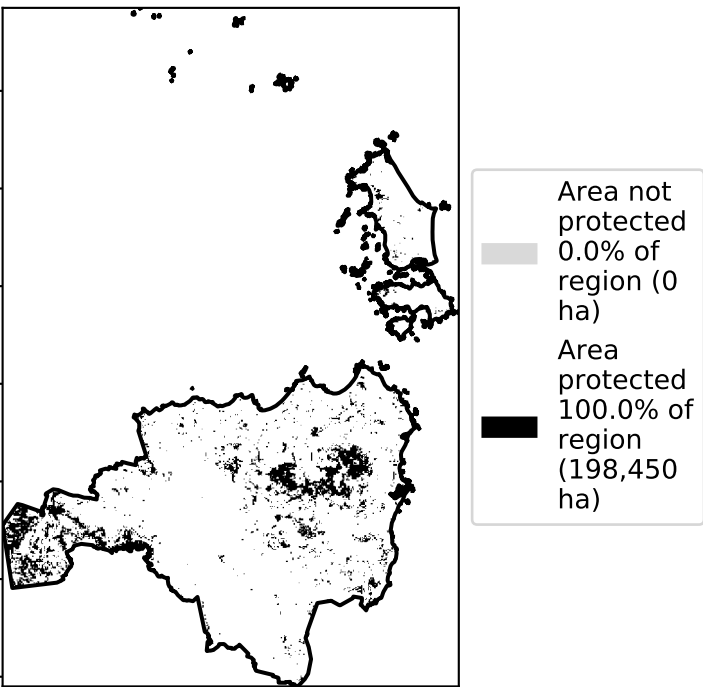 Area not
protected
0.0% of
region (0
ha)
Area
protected
100.0% of
region
(198,450
ha)